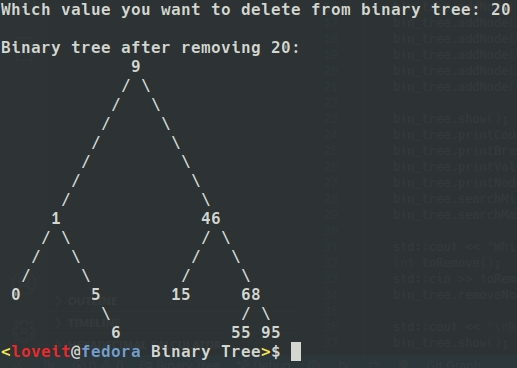 Which value you want to delete from binary tree: 20
Binary tree after removing 20:
9
/ \
/ \
/ \
/ \
/ \
/ \
/ \
1 46
/ \ / \
/ \ / \
/ \ / \
0 5 15 68
\ / \
6 55 95
<loveit@fedora Binary Tree>$